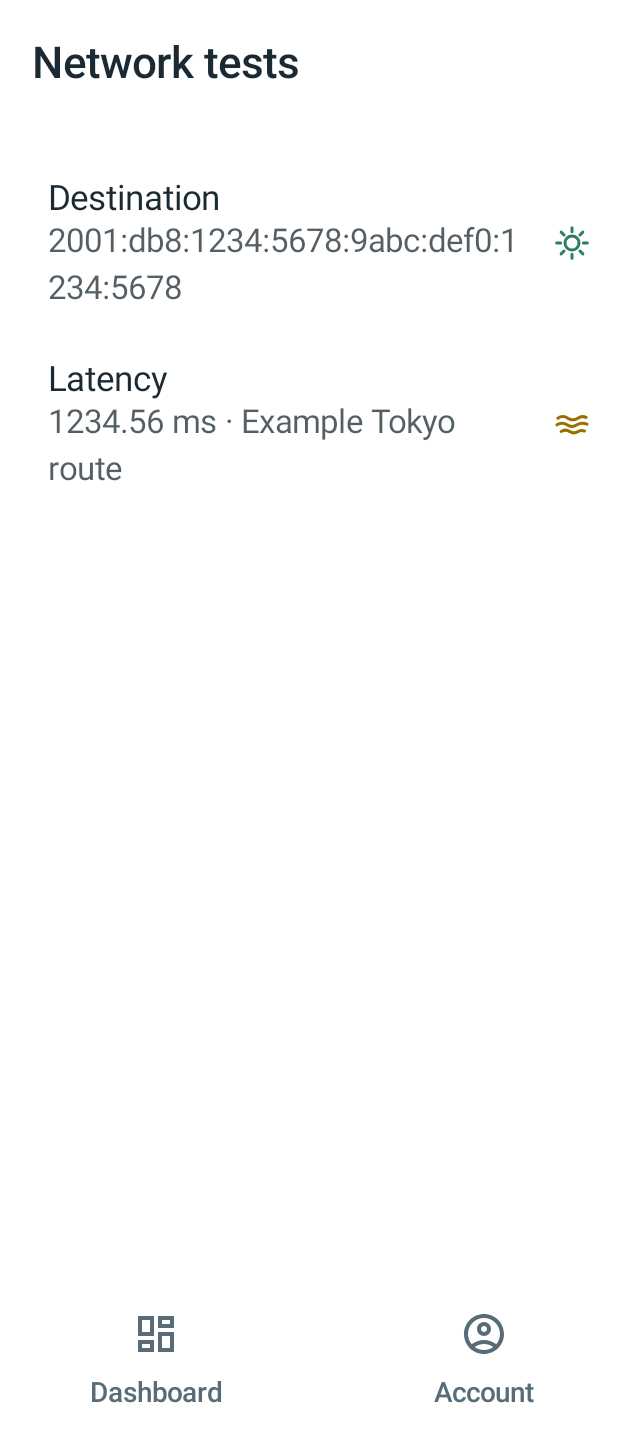 Network tests
Destination
2001:db8:1234:5678:9abc:def0:1
234:5678
Latency
1234.56 ms · Example Tokyo
route
Dashboard
Account